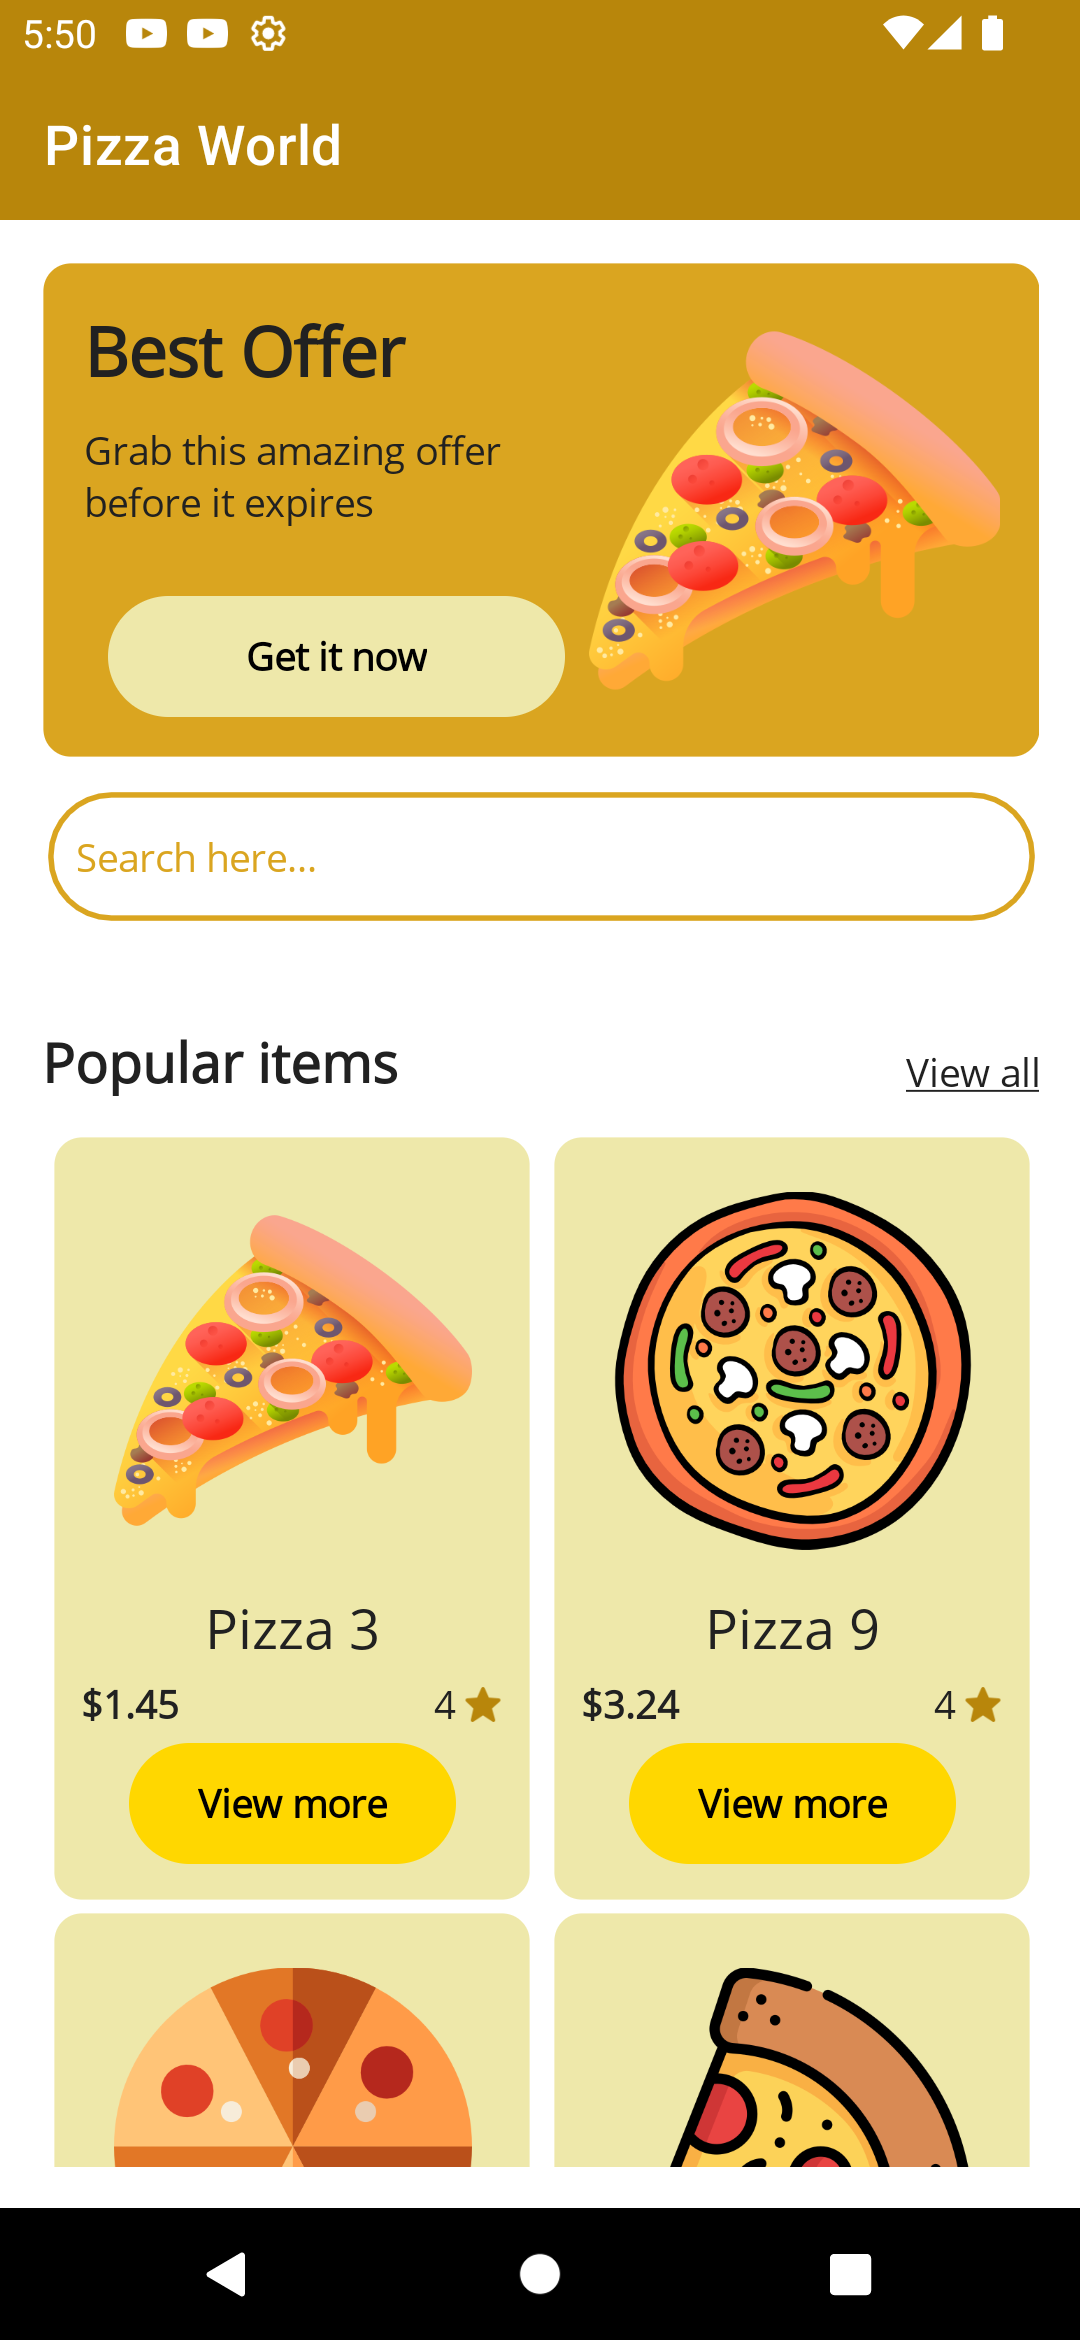 5:50
Pizza World
Best Offer
Grab this amazing offer
before it expires
Get it now
Search here...
Popular items
View all
Pizza 3
$1.45
4
View more
Pizza 9
$3.24
4
View more